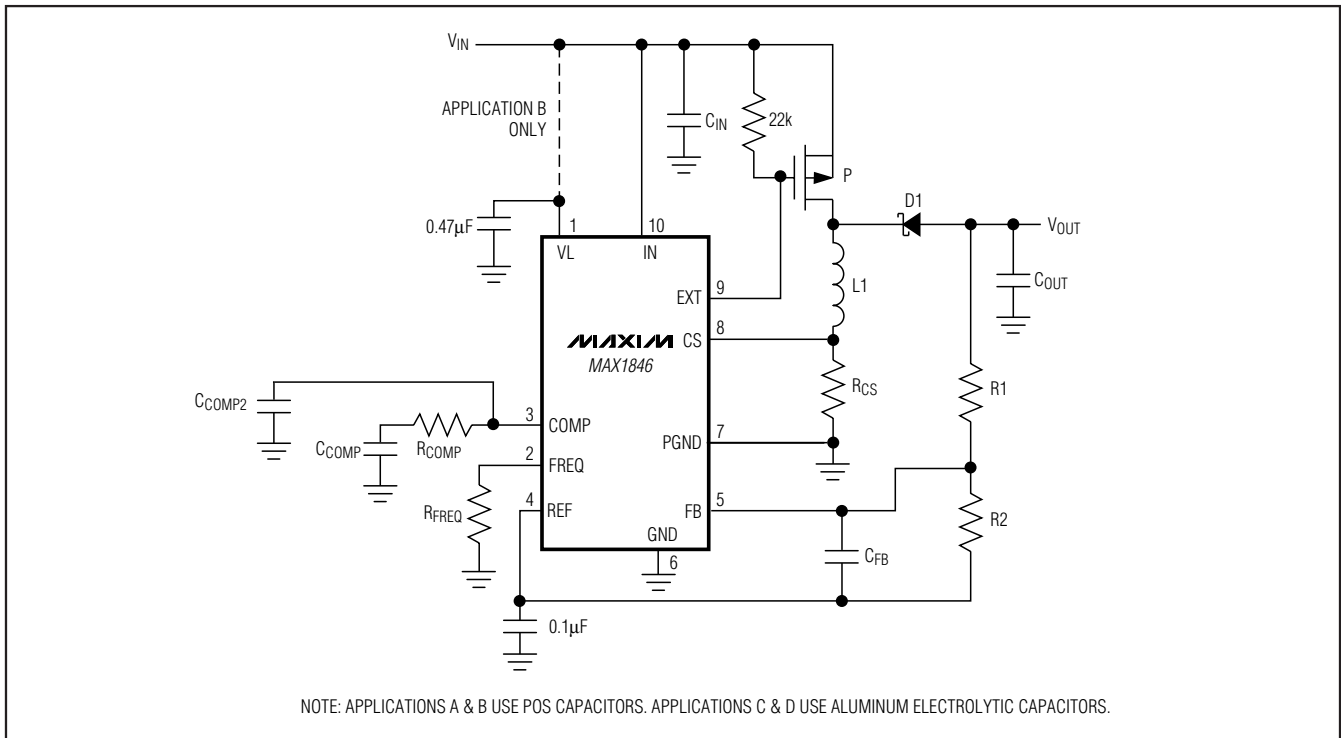 VIN
APPLICATION B
ONLY
CIN
22k
P
D1
VOUT
0.47μF
1
10
VL
IN
L1
COUT
EXT
9
CS
8
MAXIM
MAX1846
RCS
R1
CCOMP2
3
COMP
CCOMP
RCOMP
PGND
7
2
FREQ
4
REF
RFREQ
FB
5
R2
GND
6
CFB
0.1μF
NOTE: APPLICATIONS A & B USE POS CAPACITORS. APPLICATIONS C & D USE ALUMINUM ELECTROLYTIC CAPACITORS.